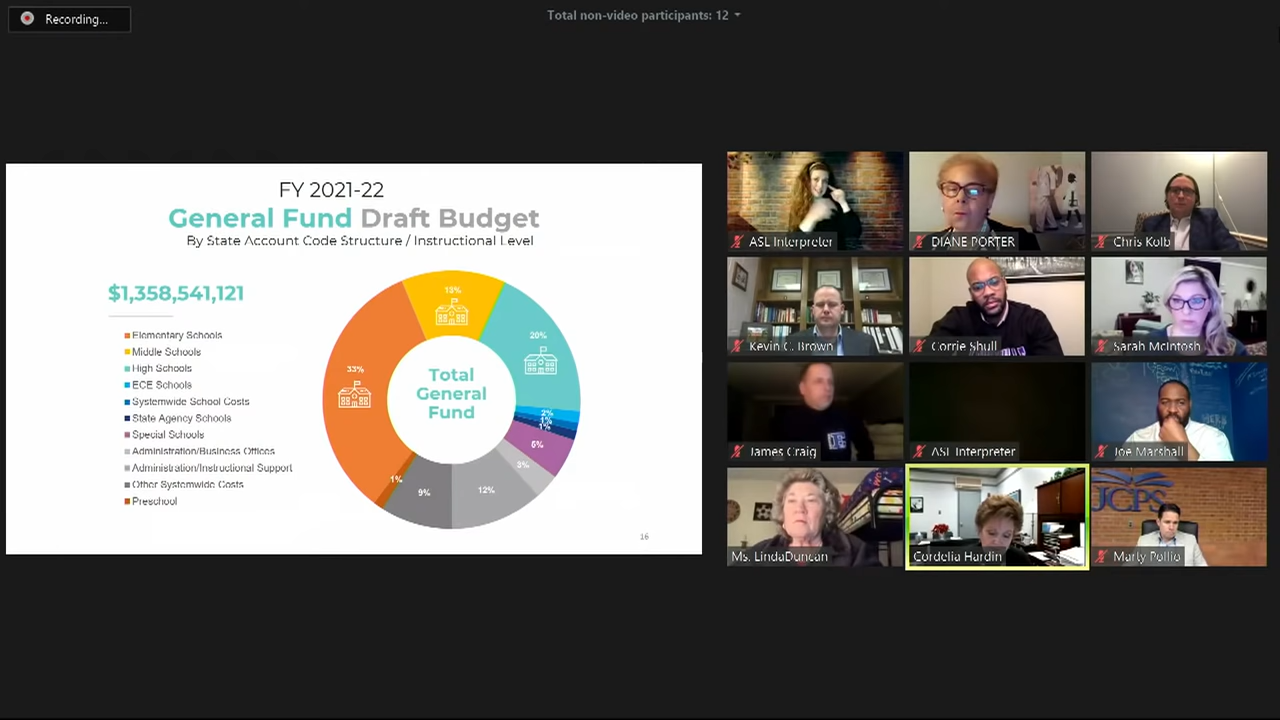 Recording...
Total non-video participants: 12
FY 2021-22
General Fund Draft Budget
By State Account Code Structure / Instructional Level
$1,358,541,121
Elementary Schools
Middle Schools
High Schools
ECE Schools
Systemwide School Costs
State Agency Schools
Special Schools
Administration/Business Offices
Administration/Instructional Support
Other Systemwide Costs
Preschool
13%
20%
33%
Total
General
Fund
2%
1%
1%
5%
3%
12%
9%
1%
16
ASL Interpreter
DIANE PORTER
Chris Kolb
Kevin C. Brown
Corrie Shull
Sarah McIntosh
James Craig
ASL Interpreter
Joe Marshall
JCPS
Ms. LindaDuncan
Cordelia Hardin
Marty Pollio